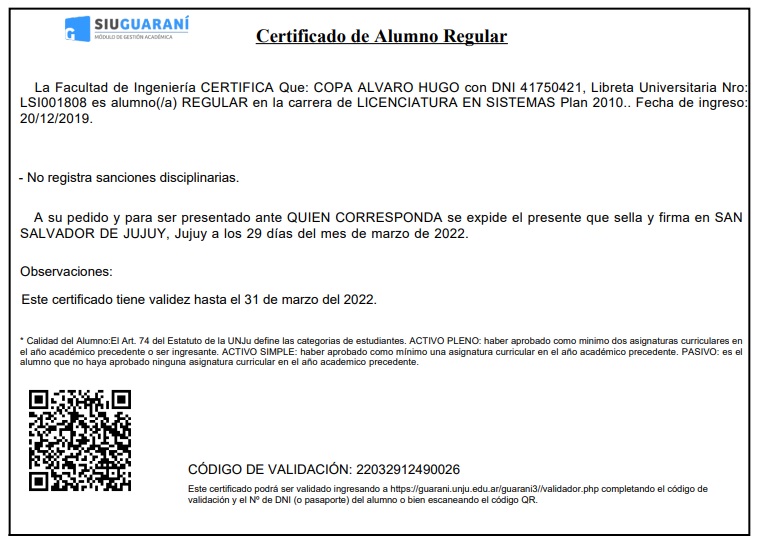 SIUGUARANÍ
MÓDULO DE GESTIÓN ACADÉMICA
Certificado de Alumno Regular
La Facultad de Ingeniería CERTIFICA Que: COPA ALVARO HUGO con DNI 41750421, Libreta Universitaria Nro:
LSI001808 es alumno(/a) REGULAR en la carrera de LICENCIATURA EN SISTEMAS Plan 2010.. Fecha de ingreso:
20/12/2019.
- No registra sanciones disciplinarias.
A su pedido y para ser presentado ante QUIEN CORRESPONDA se expide el presente que sella y firma en SAN
SALVADOR DE JUJUY, Jujuy a los 29 días del mes de marzo de 2022.
Observaciones:
Este certificado tiene validez hasta el 31 de marzo del 2022.
* Calidad del Alumno:El Art. 74 del Estatuto de la UNJu define las categorias de estudiantes. ACTIVO PLENO: haber aprobado como minimo dos asignaturas curriculares en
el año académico precedente o ser ingresante. ACTIVO SIMPLE: haber aprobado como mínimo una asignatura curricular en el año académico precedente. PASIVO: es el
alumno que no haya aprobado ninguna asignatura curricular en el año academico precedente.
CÓDIGO DE VALIDACIÓN: 22032912490026
Este certificado podrá ser validado ingresando a https://guarani.unju.edu.ar/guarani3//validador.php completando el código de
validación y el Nº de DNI (o pasaporte) del alumno o bien escaneando el código QR.